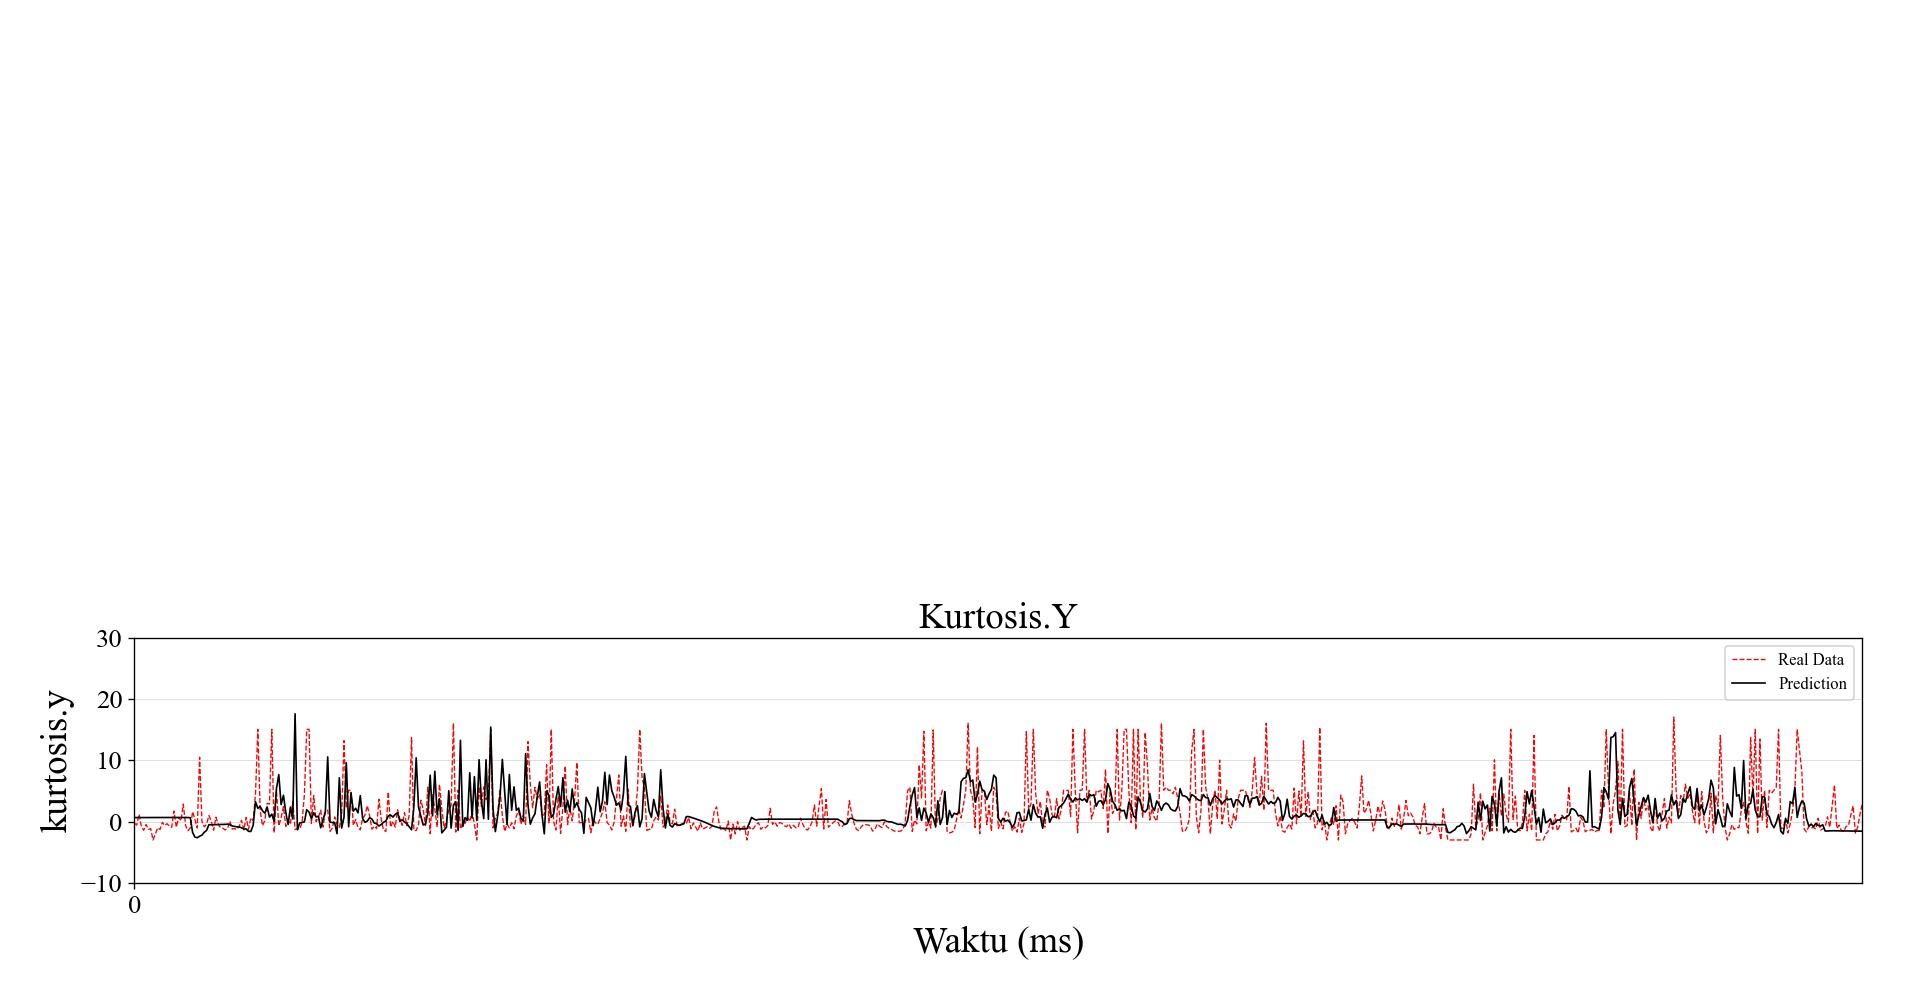 Kurtosis.Y
30
20
10
0
−10
kurtosis.y
Real Data
Prediction
0
Waktu (ms)